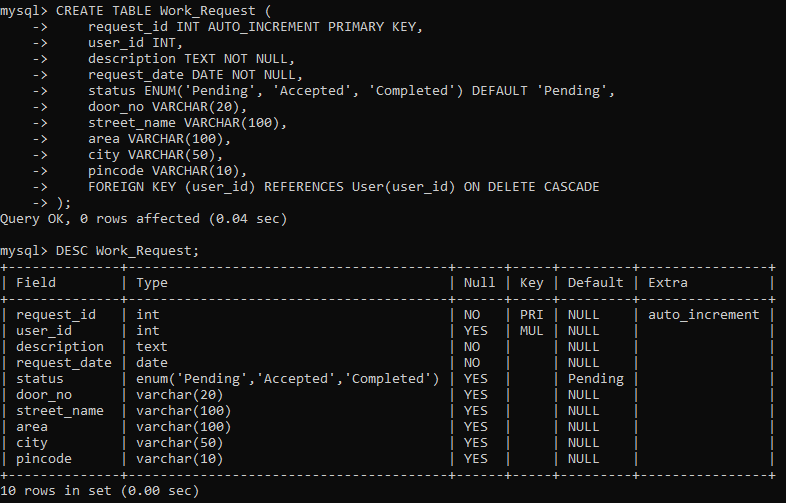 mysql> CREATE TABLE Work_Request (
    ->     request_id INT AUTO_INCREMENT PRIMARY KEY,
    ->     user_id INT,
    ->     description TEXT NOT NULL,
    ->     request_date DATE NOT NULL,
    ->     status ENUM('Pending', 'Accepted', 'Completed') DEFAULT 'Pending',
    ->     door_no VARCHAR(20),
    ->     street_name VARCHAR(100),
    ->     area VARCHAR(100),
    ->     city VARCHAR(50),
    ->     pincode VARCHAR(10),
    ->     FOREIGN KEY (user_id) REFERENCES User(user_id) ON DELETE CASCADE
    -> );
Query OK, 0 rows affected (0.04 sec)

mysql> DESC Work_Request;
+--------------+----------------------------------------+------+-----+---------+----------------+
| Field        | Type                                   | Null | Key | Default | Extra          |
+--------------+----------------------------------------+------+-----+---------+----------------+
| request_id   | int                                    | NO   | PRI | NULL    | auto_increment |
| user_id      | int                                    | YES  | MUL | NULL    |                |
| description  | text                                   | NO   |     | NULL    |                |
| request_date | date                                   | NO   |     | NULL    |                |
| status       | enum('Pending','Accepted','Completed') | YES  |     | Pending |                |
| door_no      | varchar(20)                            | YES  |     | NULL    |                |
| street_name  | varchar(100)                           | YES  |     | NULL    |                |
| area         | varchar(100)                           | YES  |     | NULL    |                |
| city         | varchar(50)                            | YES  |     | NULL    |                |
| pincode      | varchar(10)                            | YES  |     | NULL    |                |
+--------------+----------------------------------------+------+-----+---------+----------------+
10 rows in set (0.00 sec)